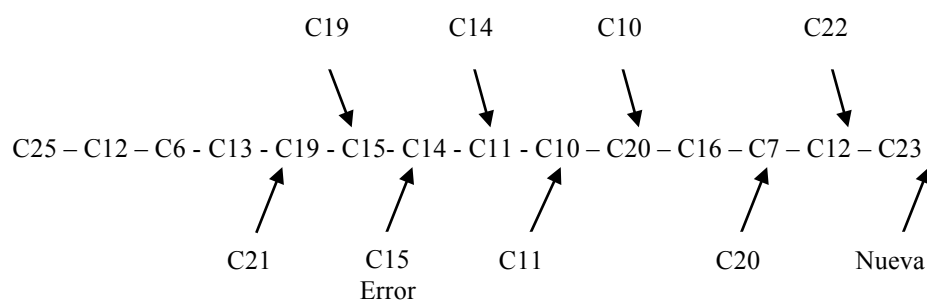 C19 C14 C10 C22
C25 – C12 – C6 - C13 - C19 - C15- C14 - C11 - C10 – C20 – C16 – C7 – C12 – C23
C21 C15 C11 C20 Nueva
Error